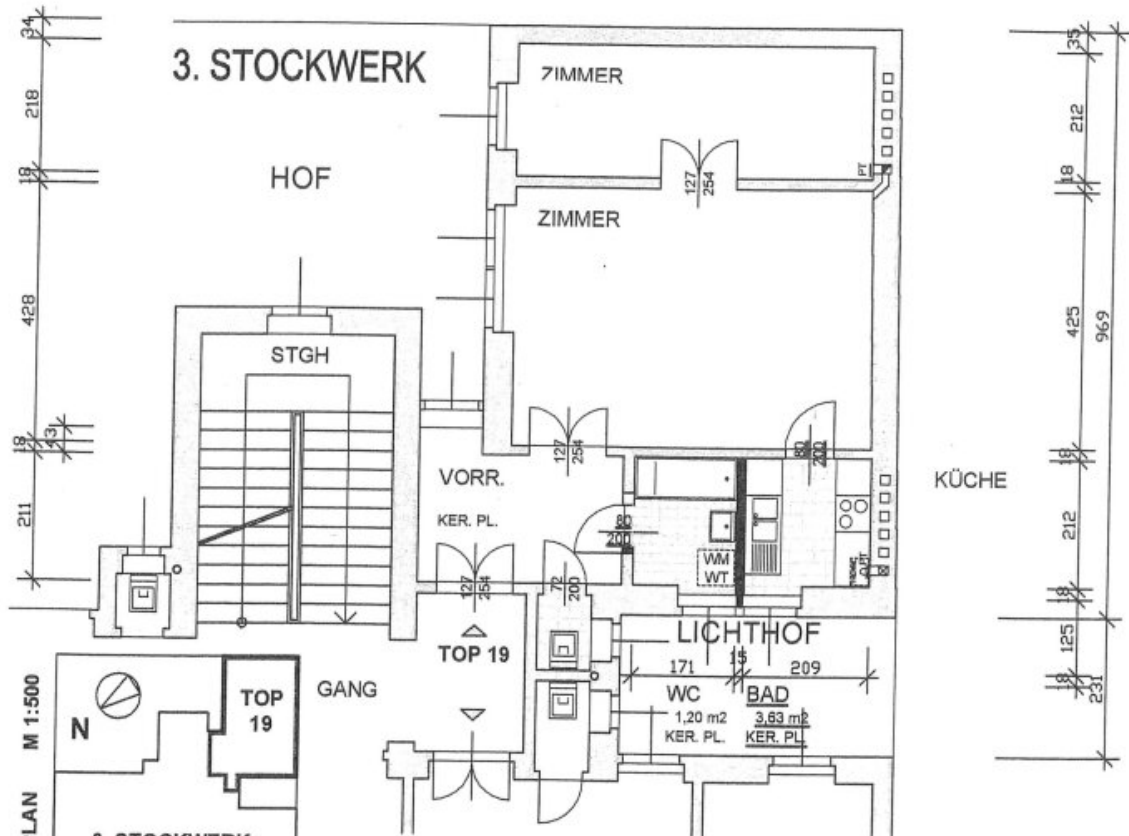 34
218
18
428
18
43
211
3. STOCKWERK
HOF
ZIMMER
ZIMMER
127
254
PT
35
212
18
425
969
18
212
18
125
18
231
STGH
VORR.
KER. PL.
127
254
80
200
KÜCHE
80
200
WM
WT
127
254
72
200
TOP 19
GANG
LICHTHOF
171
15
209
WC
1,20 m2
KER. PL.
BAD
3,63 m2
KER. PL.
M 1:500
N
TOP
19